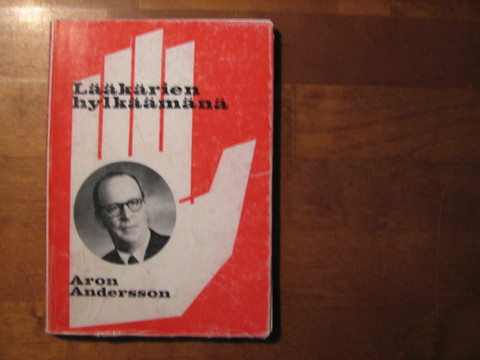 Lääkärien
hylkäämänä
Aron
Andersson